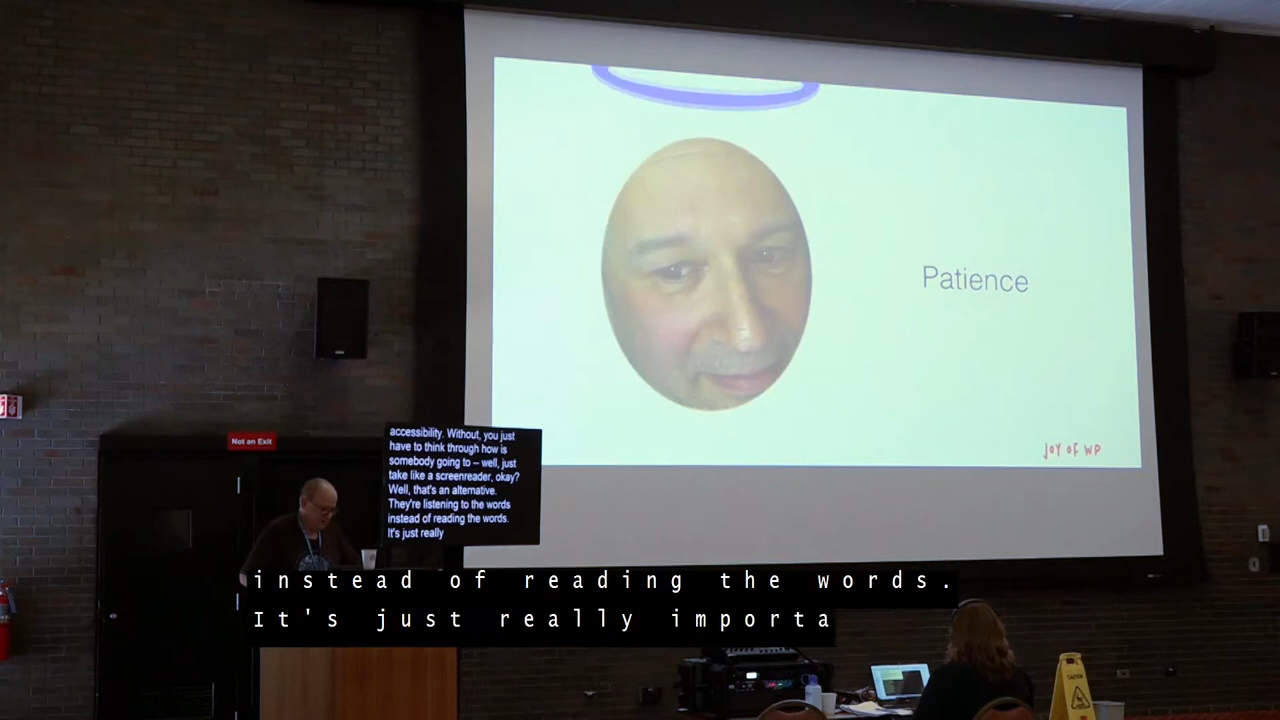 Patience
JOY OF WP
Not an Exit
accessibility. Without, you just
have to think through how is
somebody going to – well, just
take like a screenreader, okay?
Well, that's an alternative.
They're listening to the words
instead of reading the words.
It's just really
instead of reading the words.
It's just really importa
CAUTION